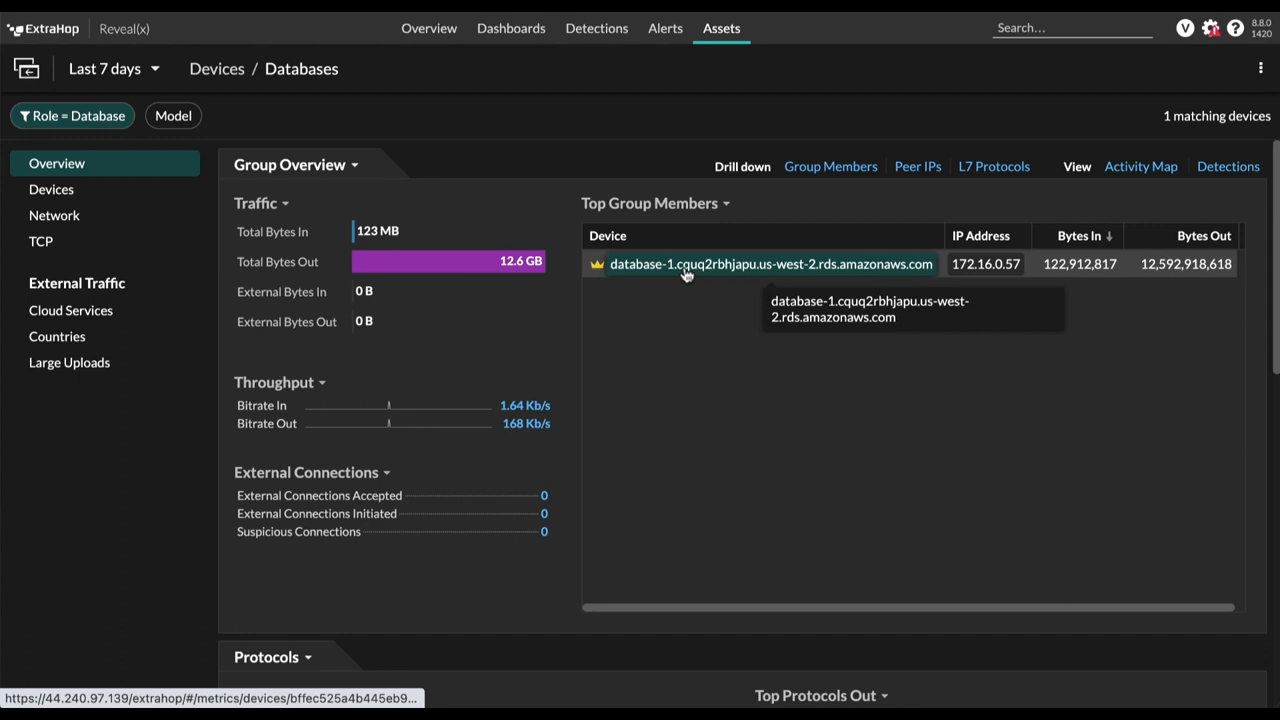 ExtraHop Reveal(x) Overview Dashboards Detections Alerts Assets Search... V ? 8.8.0
1420
Last 7 days Devices / Databases
Role = Database Model 1 matching devices
Overview
Devices
Network
TCP
External Traffic
Cloud Services
Countries
Large Uploads
Group Overview Drill down Group Members Peer IPs L7 Protocols View Activity Map Detections
Traffic
Total Bytes In 123 MB
Total Bytes Out 12.6 GB
External Bytes In 0 B
External Bytes Out 0 B
Throughput
Bitrate In 1.64 Kb/s
Bitrate Out 168 Kb/s
External Connections
External Connections Accepted 0
External Connections Initiated 0
Suspicious Connections 0
Top Group Members
Device IP Address Bytes In ↓ Bytes Out
database-1.cquq2rbhjapu.us-west-2.rds.amazonaws.com 172.16.0.57 122,912,817 12,592,918,618
database-1.cquq2rbhjapu.us-west-
2.rds.amazonaws.com
Protocols
Top Protocols Out
https://44.240.97.139/extrahop/#/metrics/devices/bffec525a4b445eb9...